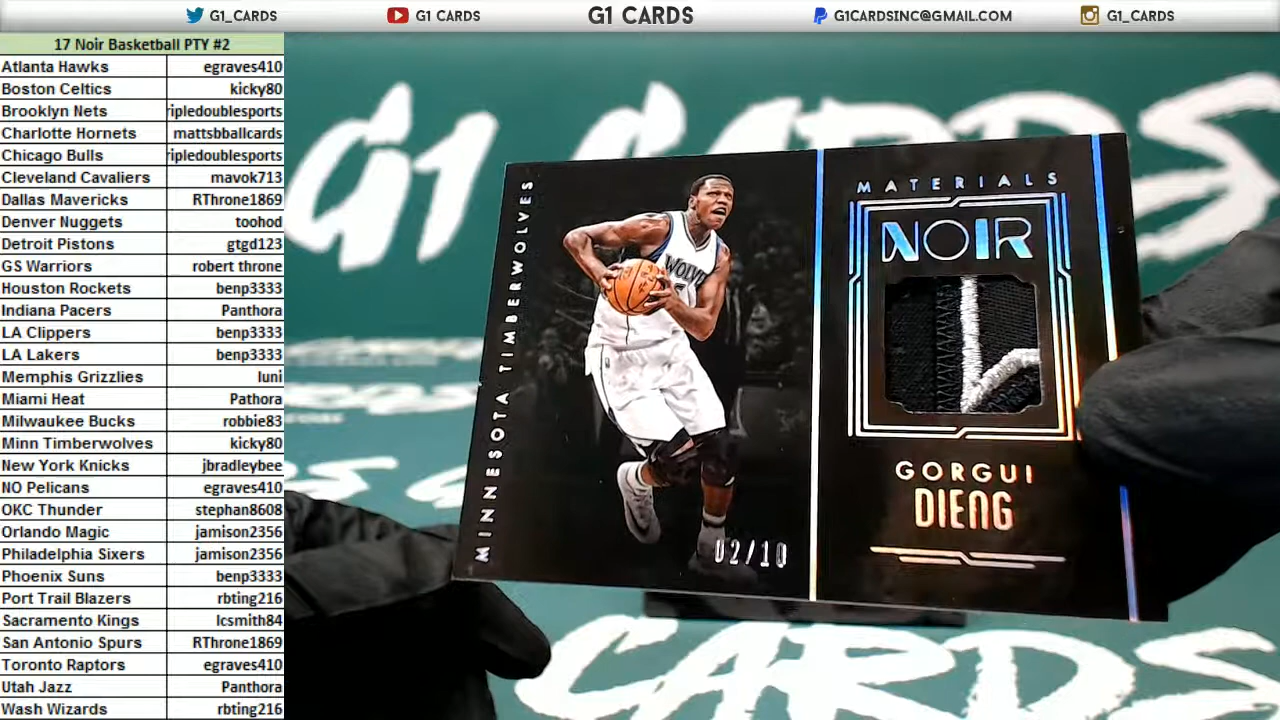 G1_CARDS
G1 CARDS
G1 CARDS
G1CARDSINC@GMAIL.COM
G1_CARDS
17 Noir Basketball PTY #2
Atlanta Hawks egraves410
Boston Celtics kicky80
Brooklyn Nets ripledoublesports
Charlotte Hornets mattsbballcards
Chicago Bulls ripledoublesports
Cleveland Cavaliers mavok713
Dallas Mavericks RThrone1869
Denver Nuggets toohod
Detroit Pistons gtgd123
GS Warriors robert throne
Houston Rockets benp3333
Indiana Pacers Panthora
LA Clippers benp3333
LA Lakers benp3333
Memphis Grizzlies luni
Miami Heat Pathora
Milwaukee Bucks robbie83
Minn Timberwolves kicky80
New York Knicks jbradleybee
NO Pelicans egraves410
OKC Thunder stephan8608
Orlando Magic jamison2356
Philadelphia Sixers jamison2356
Phoenix Suns benp3333
Port Trail Blazers rbting216
Sacramento Kings lcsmith84
San Antonio Spurs RThrone1869
Toronto Raptors egraves410
Utah Jazz Panthora
Wash Wizards rbting216
G1 CARDS
MINNESOTA TIMBERWOLVES
WOLV
02/10
MATERIALS
NOIR
GORGUI
DIENG
CARDS